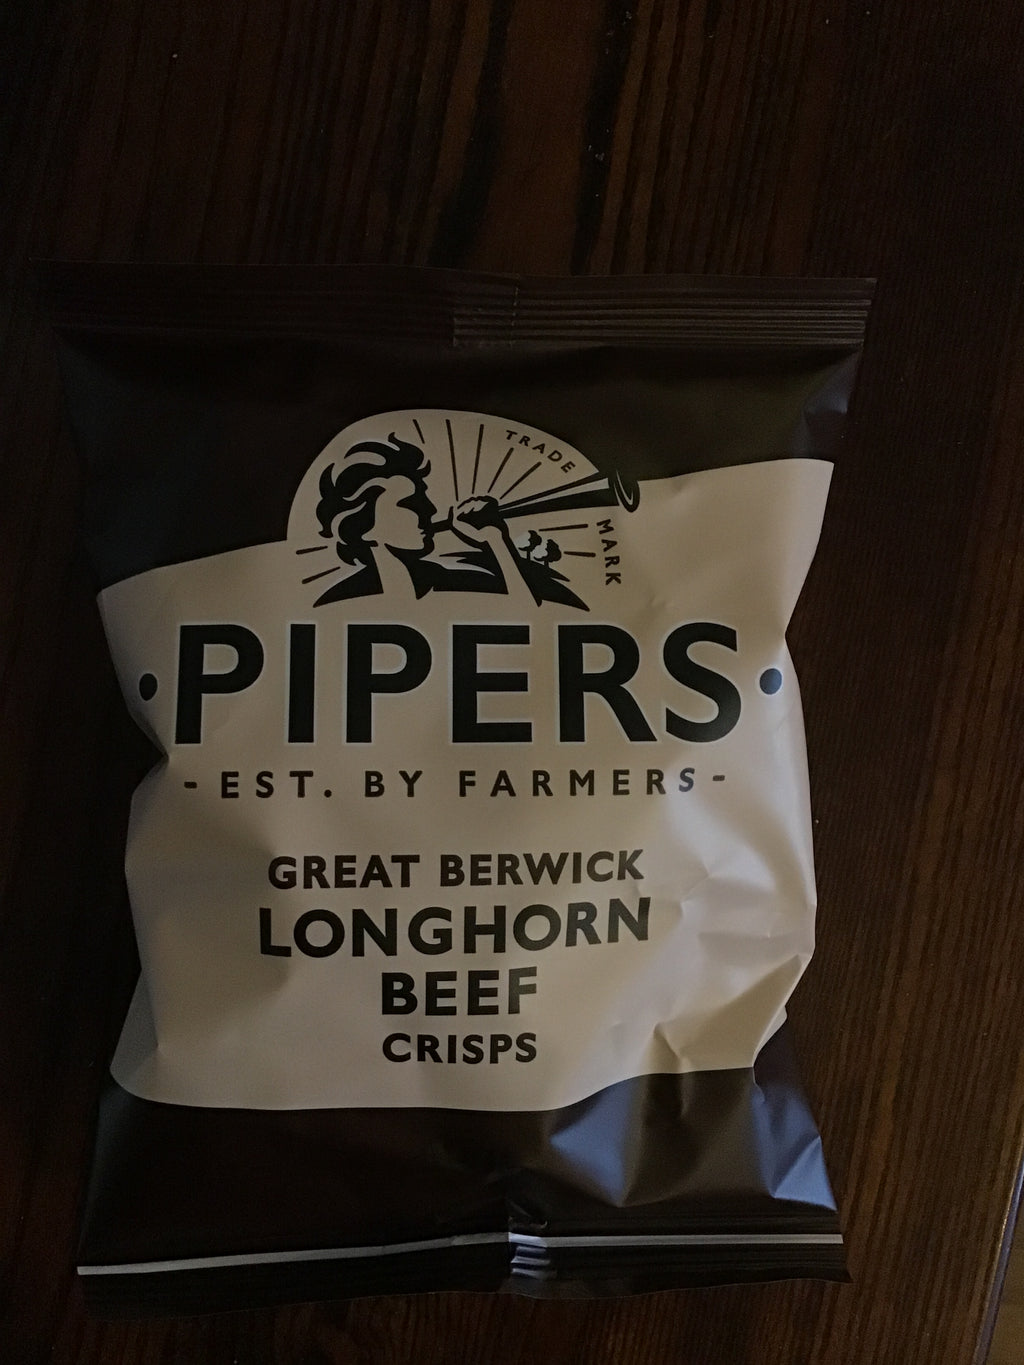 TRADE MARK
·PIPERS·
-EST. BY FARMERS-
GREAT BERWICK
LONGHORN
BEEF
CRISPS